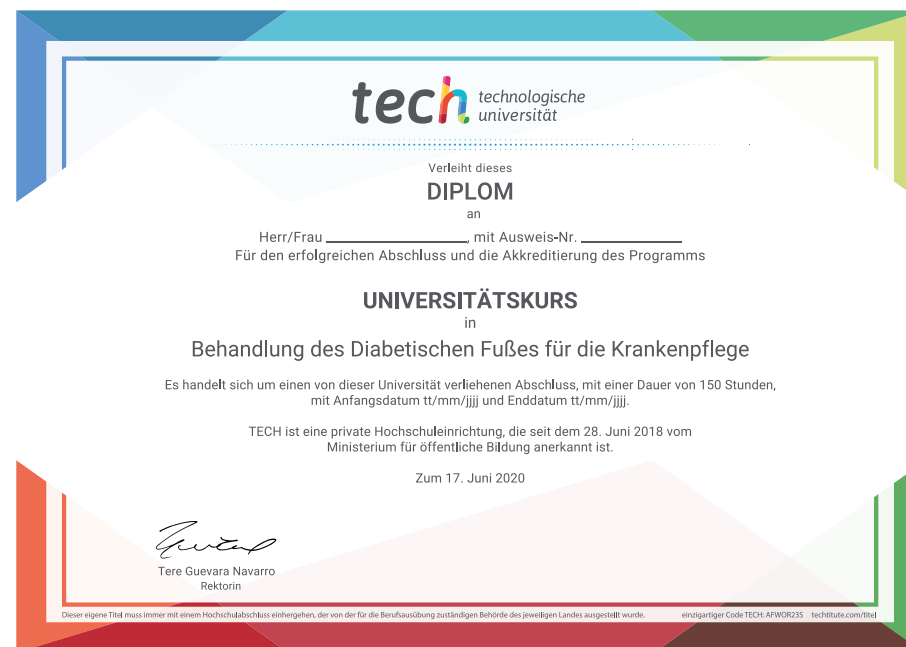 tech technologische
universität
Verleiht dieses
DIPLOM
an
Herr/Frau ____________________, mit Ausweis-Nr. ______________
Für den erfolgreichen Abschluss und die Akkreditierung des Programms
UNIVERSITÄTSKURS
in
Behandlung des Diabetischen Fußes für die Krankenpflege
Es handelt sich um einen von dieser Universität verliehenen Abschluss, mit einer Dauer von 150 Stunden,
mit Anfangsdatum tt/mm/jjjj und Enddatum tt/mm/jjjj.
TECH ist eine private Hochschuleinrichtung, die seit dem 28. Juni 2018 vom
Ministerium für öffentliche Bildung anerkannt ist.
Zum 17. Juni 2020
Tere Guevara Navarro
Rektorin
Dieser eigene Titel muss immer mit einem Hochschulabschluss einhergehen, der von der für die Berufsausübung zuständigen Behörde des jeweiligen Landes ausgestellt wurde. einzigartiger Code TECH: AFWOR23S techtitute.com/titel